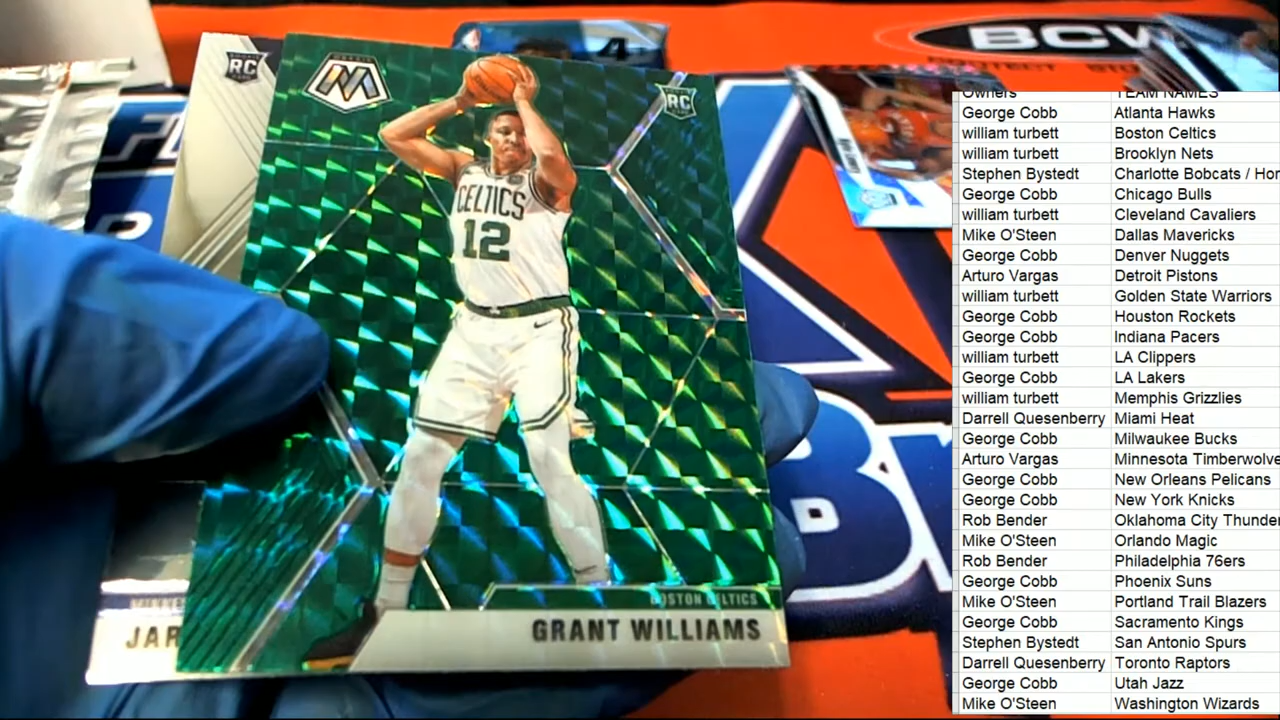 RC
M
RC
CELTICS
12
BOSTON CELTICS
GRANT WILLIAMS
JAR
BCW
Owners TEAM NAMES
George Cobb Atlanta Hawks
william turbett Boston Celtics
william turbett Brooklyn Nets
Stephen Bystedt Charlotte Bobcats / Hor
George Cobb Chicago Bulls
william turbett Cleveland Cavaliers
Mike O'Steen Dallas Mavericks
George Cobb Denver Nuggets
Arturo Vargas Detroit Pistons
william turbett Golden State Warriors
George Cobb Houston Rockets
George Cobb Indiana Pacers
william turbett LA Clippers
George Cobb LA Lakers
william turbett Memphis Grizzlies
Darrell Quesenberry Miami Heat
George Cobb Milwaukee Bucks
Arturo Vargas Minnesota Timberwolve
George Cobb New Orleans Pelicans
George Cobb New York Knicks
Rob Bender Oklahoma City Thunde
Mike O'Steen Orlando Magic
Rob Bender Philadelphia 76ers
George Cobb Phoenix Suns
Mike O'Steen Portland Trail Blazers
George Cobb Sacramento Kings
Stephen Bystedt San Antonio Spurs
Darrell Quesenberry Toronto Raptors
George Cobb Utah Jazz
Mike O'Steen Washington Wizards